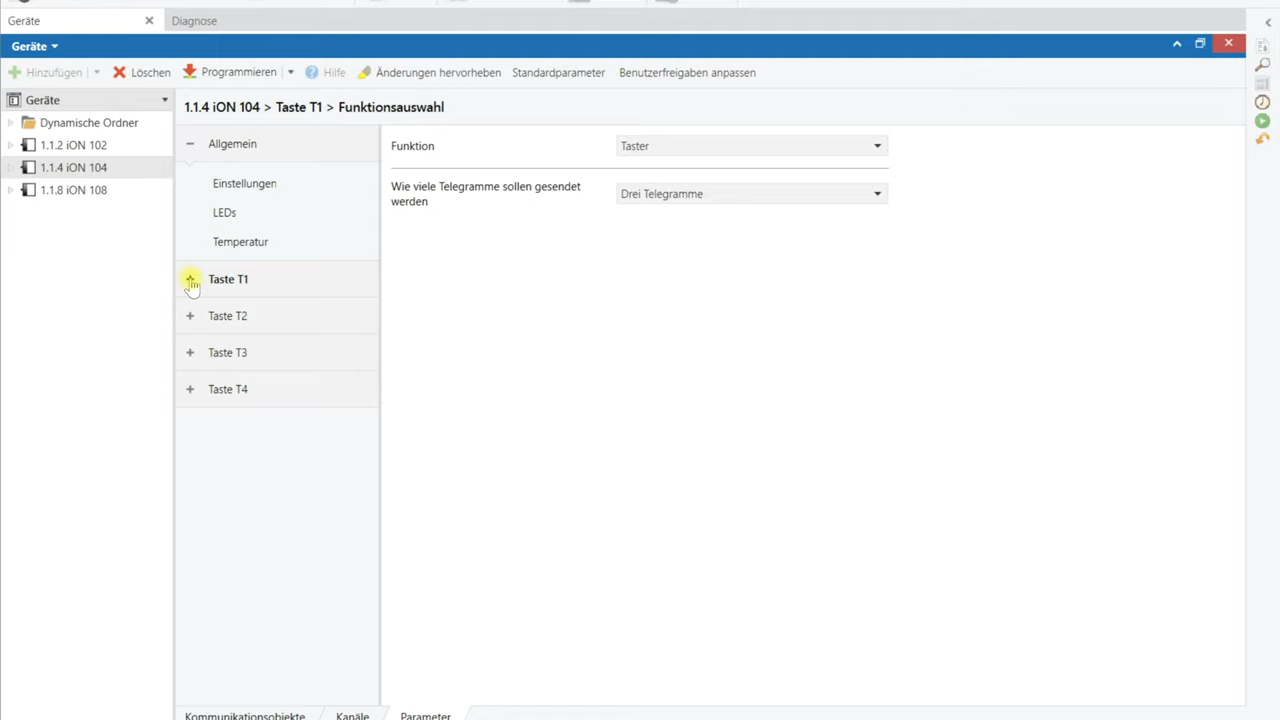 Geräte
Diagnose
Geräte
Hinzufügen
Löschen
Programmieren
Hilfe
Änderungen hervorheben
Standardparameter
Benutzerfreigaben anpassen
Geräte
Dynamische Ordner
1.1.2 iON 102
1.1.4 iON 104
1.1.8 iON 108
1.1.4 iON 104 > Taste T1 > Funktionsauswahl
Allgemein
Einstellungen
LEDs
Temperatur
Taste T1
Taste T2
Taste T3
Taste T4
Funktion
Taster
Wie viele Telegramme sollen gesendet
werden
Drei Telegramme
Kommunikationsobjekte
Kanäle
Parameter